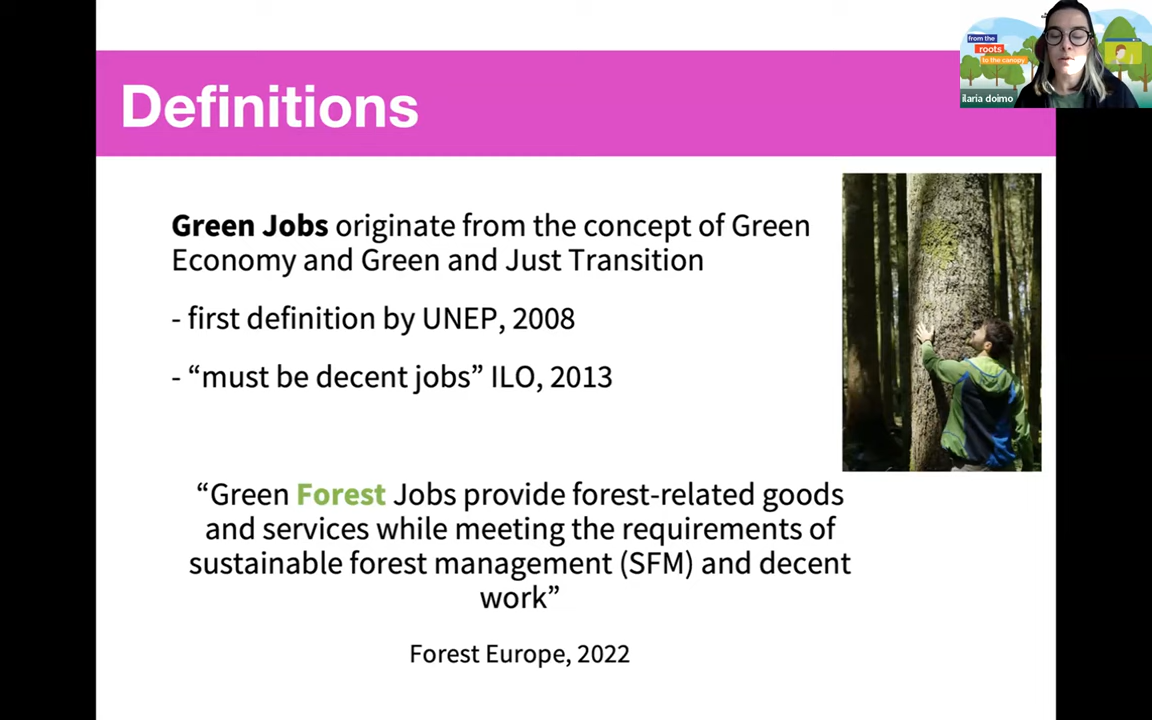 Definitions
from the
roots
to the canopy
ilaria doimo
Green Jobs originate from the concept of Green
Economy and Green and Just Transition
- first definition by UNEP, 2008
- “must be decent jobs” ILO, 2013
“Green Forest Jobs provide forest-related goods
and services while meeting the requirements of
sustainable forest management (SFM) and decent
work”
Forest Europe, 2022